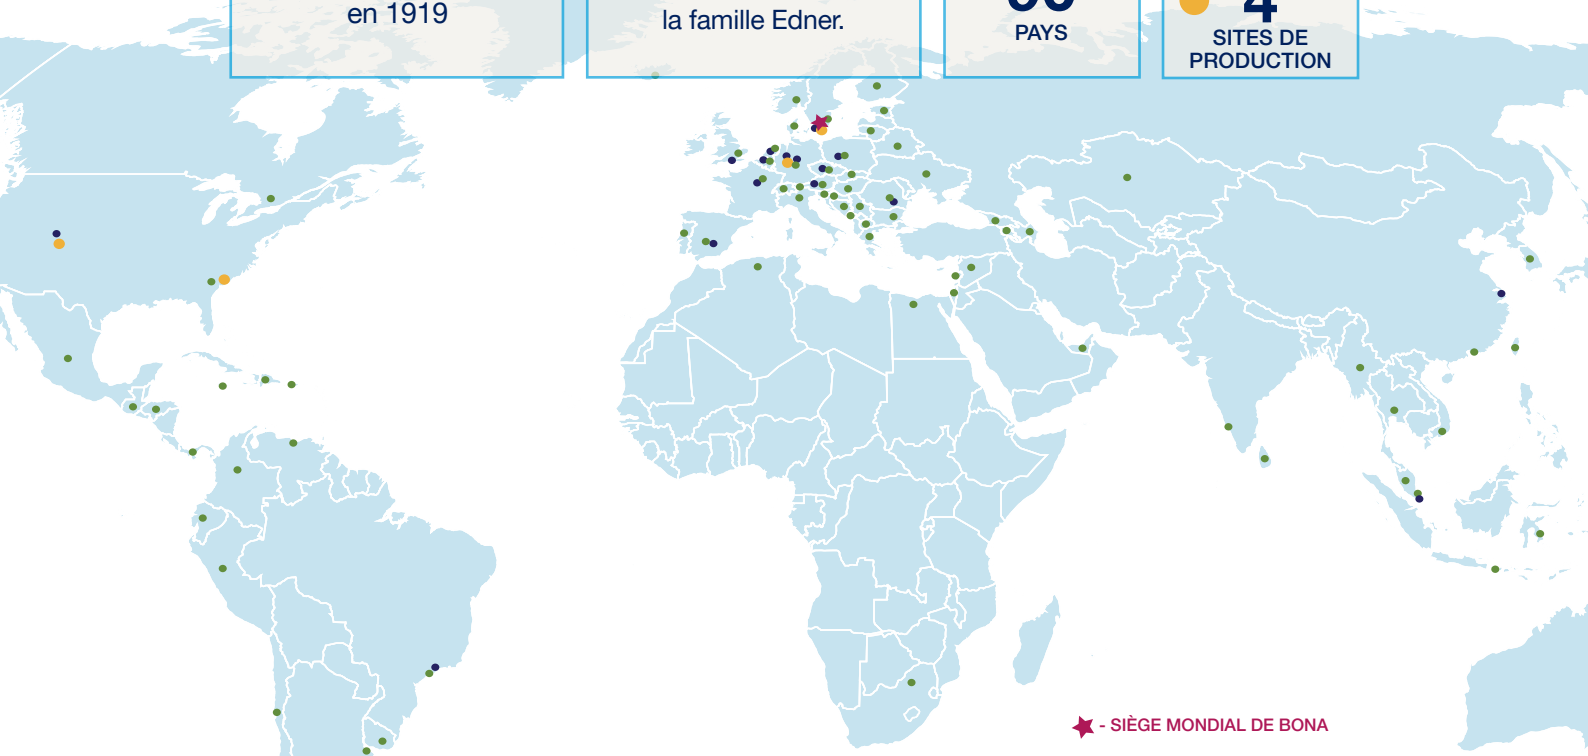 en 1919
la famille Edner.
PAYS
4
SITES DE
PRODUCTION
- SIÈGE MONDIAL DE BONA